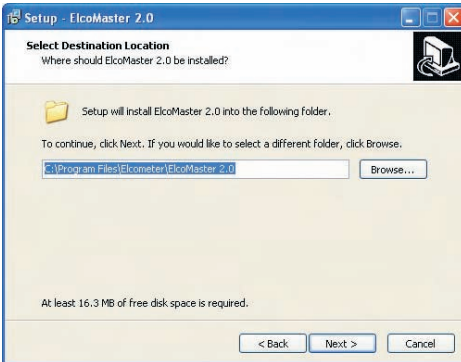 Setup - ElcoMaster 2.0
Select Destination Location
Where should ElcoMaster 2.0 be installed?
Setup will install ElcoMaster 2.0 into the following folder.
To continue, click Next. If you would like to select a different folder, click Browse.
C:\Program Files\Elcometer\ElcoMaster 2.0
Browse...
At least 16.3 MB of free disk space is required.
< Back
Next >
Cancel